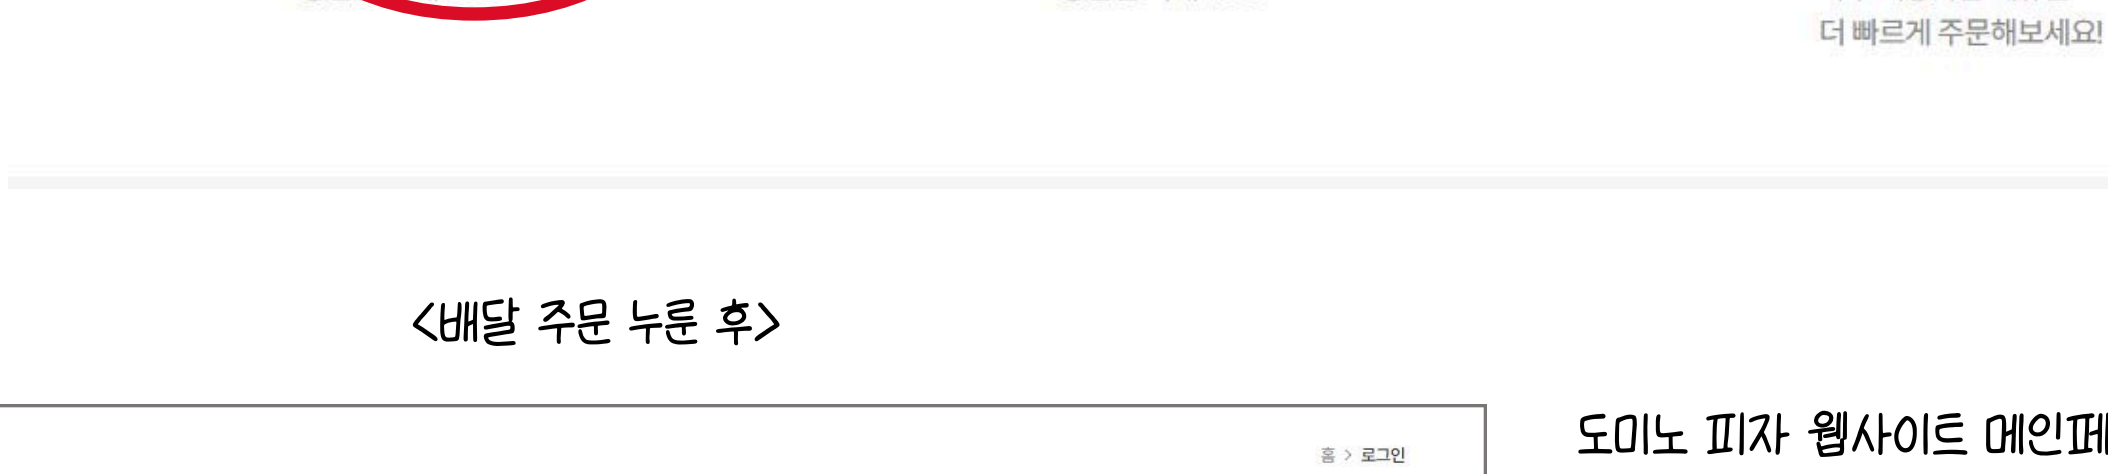 더 빠르게 주문해보세요!
<배달 주문 누룬 후>
도미노 피자 웹사이트 메인페
홈 > 로그인